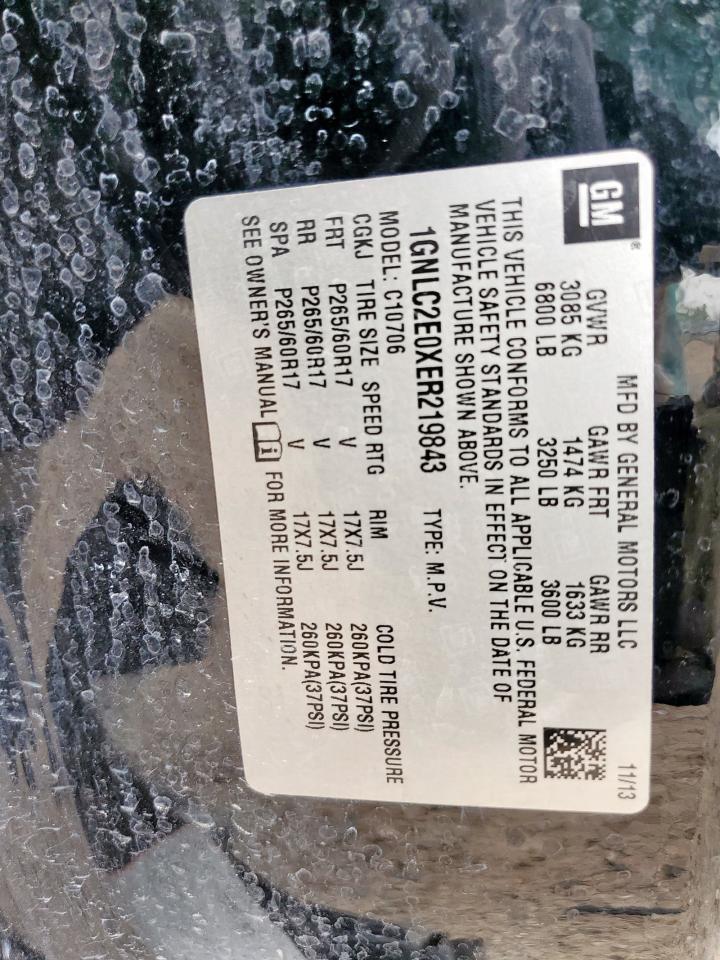 GM ®
MFD BY GENERAL MOTORS LLC 11/13
GVWR GAWR FRT GAWR RR
3085 KG 1474 KG 1633 KG
6800 LB 3250 LB 3600 LB
THIS VEHICLE CONFORMS TO ALL APPLICABLE U.S. FEDERAL MOTOR
VEHICLE SAFETY STANDARDS IN EFFECT ON THE DATE OF
MANUFACTURE SHOWN ABOVE.
1GNLC2E0XER219843 TYPE: M.P.V.
MODEL: C10706
CGKJ TIRE SIZE SPEED RTG RIM COLD TIRE PRESSURE
FRT P265/60R17 V 17X7.5J 260KPA(37PSI)
RR P265/60R17 V 17X7.5J 260KPA(37PSI)
SPA P265/60R17 V 17X7.5J 260KPA(37PSI)
SEE OWNER'S MANUAL i FOR MORE INFORMATION.